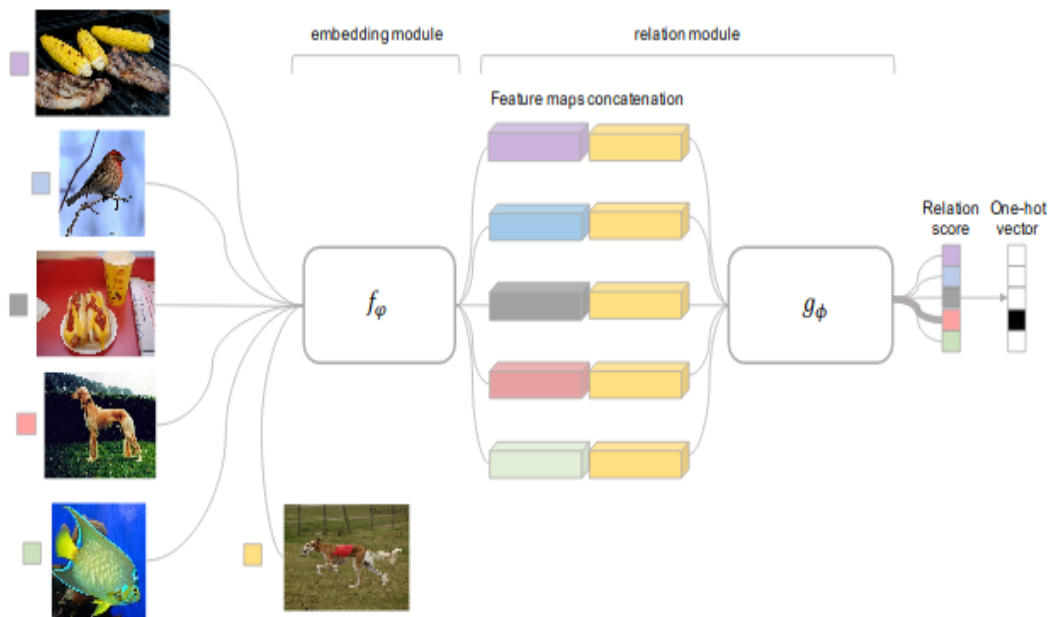 embedding module
relation module
Feature maps concatenation
Relation
score
One-hot
vector
f_φ
g_ϕ